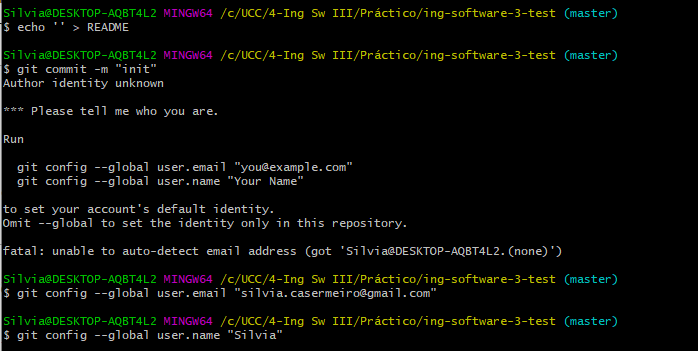 Silvia@DESKTOP-AQBT4L2 MINGW64 /c/UCC/4-Ing Sw III/Práctico/ing-software-3-test (master)
$ echo '' > README
Silvia@DESKTOP-AQBT4L2 MINGW64 /c/UCC/4-Ing Sw III/Práctico/ing-software-3-test (master)
$ git commit -m "init"
Author identity unknown
*** Please tell me who you are.
Run
  git config --global user.email "you@example.com"
  git config --global user.name "Your Name"
to set your account's default identity.
Omit --global to set the identity only in this repository.
fatal: unable to auto-detect email address (got 'Silvia@DESKTOP-AQBT4L2.(none)')
Silvia@DESKTOP-AQBT4L2 MINGW64 /c/UCC/4-Ing Sw III/Práctico/ing-software-3-test (master)
$ git config --global user.email "silvia.casermeiro@gmail.com"
Silvia@DESKTOP-AQBT4L2 MINGW64 /c/UCC/4-Ing Sw III/Práctico/ing-software-3-test (master)
$ git config --global user.name "Silvia"